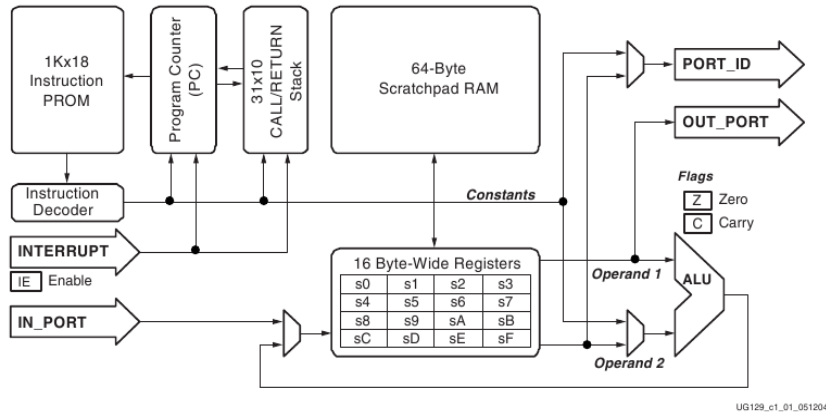 1Kx18
Instruction
PROM
Program Counter
(PC)
31x10
CALL/RETURN
Stack
64-Byte
Scratchpad RAM
PORT_ID
OUT_PORT
Instruction
Decoder
Constants
Flags
Z Zero
C Carry
INTERRUPT
IE Enable
IN_PORT
16 Byte-Wide Registers
s0 s1 s2 s3
s4 s5 s6 s7
s8 s9 sA sB
sC sD sE sF
Operand 1
ALU
Operand 2
UG129_c1_01_051204